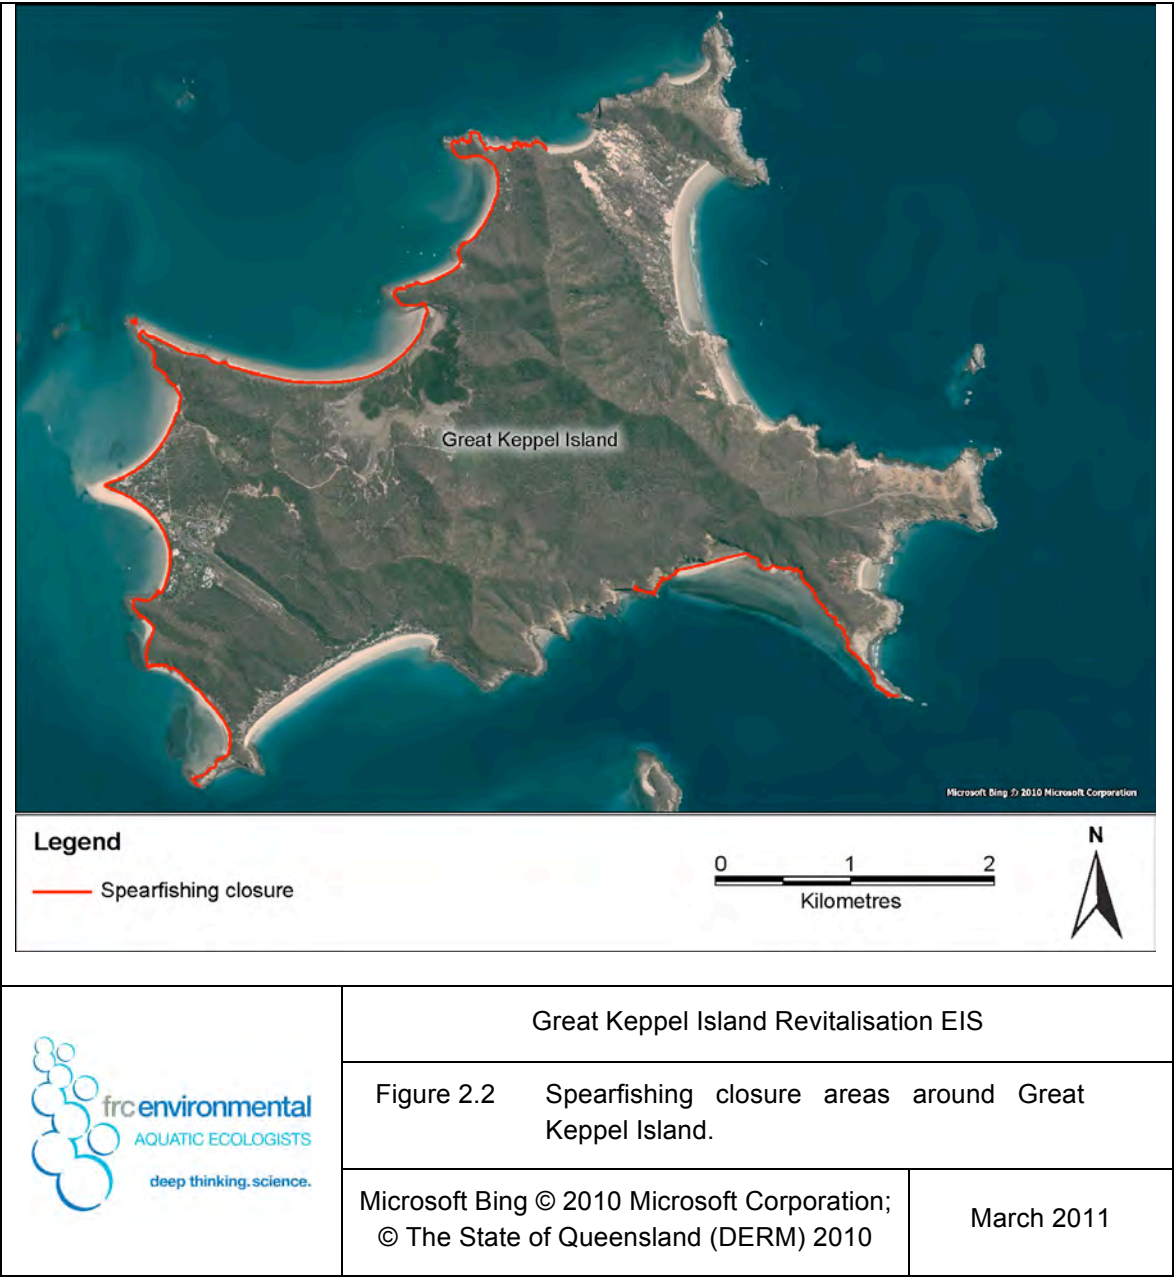 Great Keppel Island
Microsoft Bing © 2010 Microsoft Corporation
Legend
Spearfishing closure
0 1 2
Kilometres
N
frcenvironmental
AQUATIC ECOLOGISTS
deep thinking.science.
Great Keppel Island Revitalisation EIS
Figure 2.2 Spearfishing closure areas around Great
Keppel Island.
Microsoft Bing © 2010 Microsoft Corporation;
© The State of Queensland (DERM) 2010
March 2011